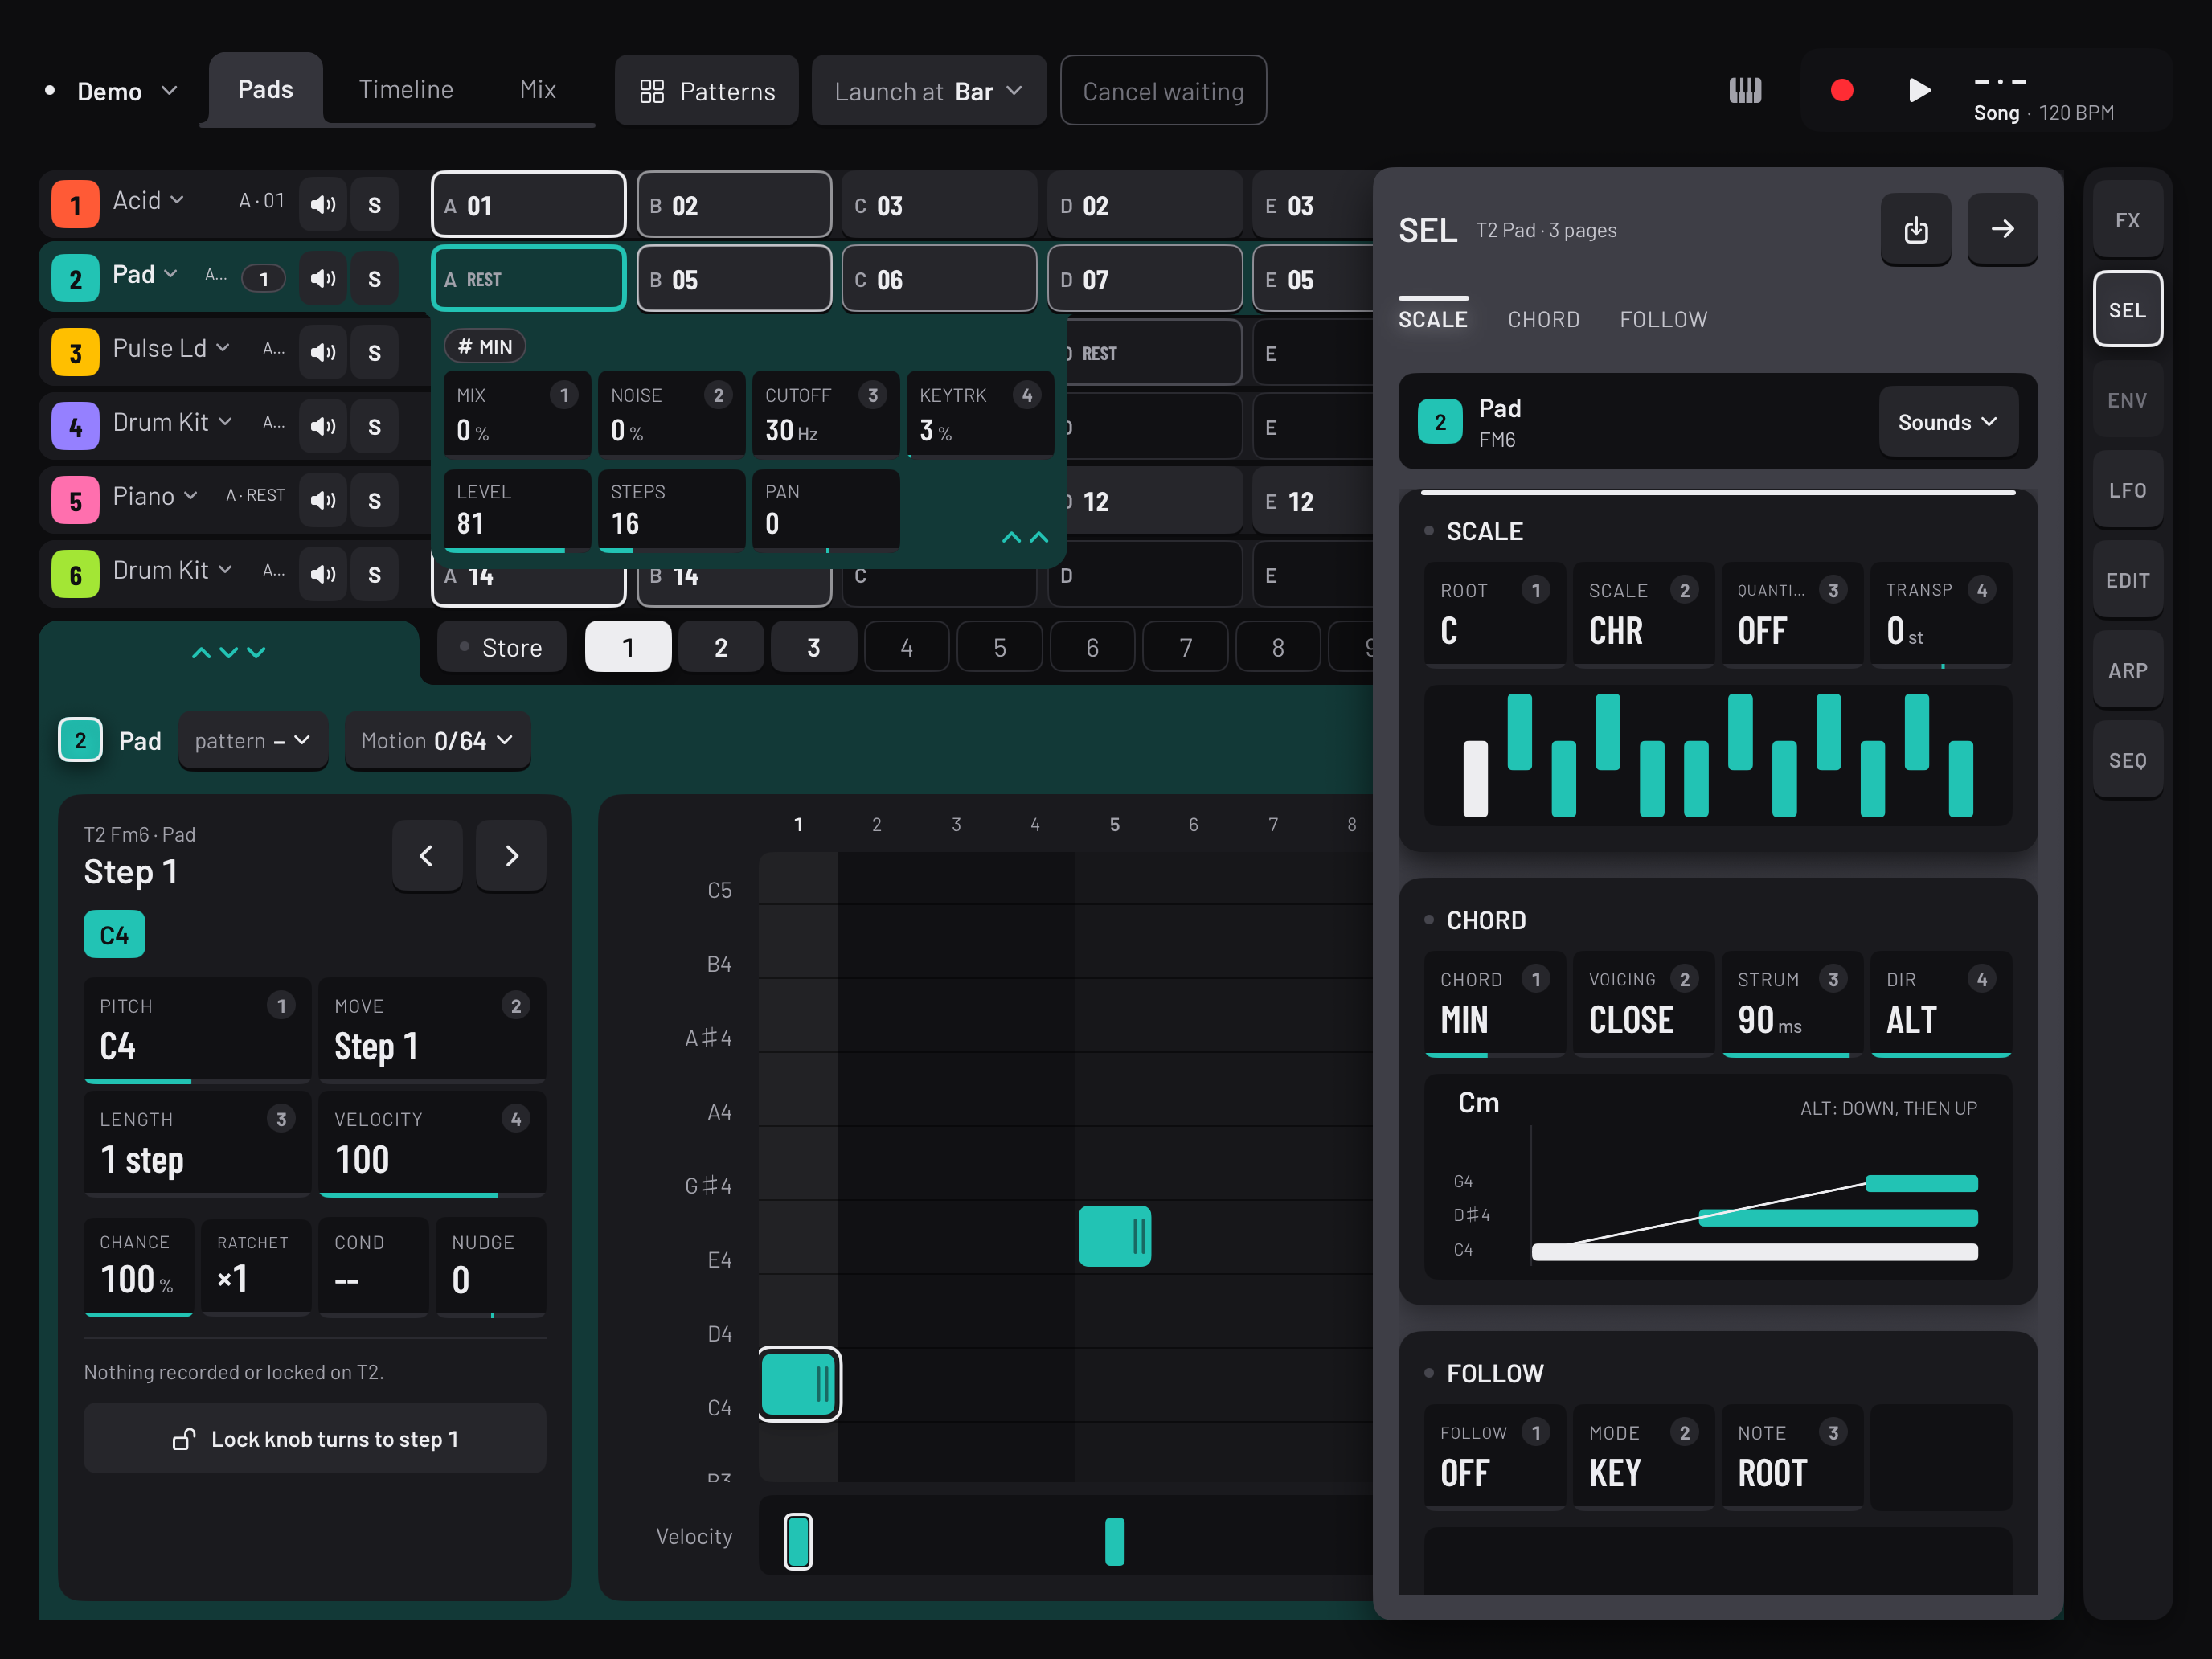 Demo Pads Timeline Mix Patterns Launch at Bar Cancel waiting
– · –
Song · 120 BPM
1 Acid A · 01 S A 01 B 02 C 03 D 02 E 03
2 Pad A... 1 S A REST B 05 C 06 D 07 E 05
3 Pulse Ld A... S REST E
4 Drum Kit A... S E
5 Piano A · REST S 12 E 12
6 Drum Kit A... S A 14 B 14 C D E
# MIN
MIX 1 NOISE 2 CUTOFF 3 KEYTRK 4
0 % 0 % 30 Hz 3 %
LEVEL STEPS PAN
81 16 0
Store 1 2 3 4 5 6 7 8 9
2 Pad pattern – Motion 0/64
T2 Fm6 · Pad
Step 1
C4
PITCH 1 MOVE 2
C4 Step 1
LENGTH 3 VELOCITY 4
1 step 100
CHANCE RATCHET COND NUDGE
100 % ×1 -- 0
Nothing recorded or locked on T2.
Lock knob turns to step 1
1 2 3 4 5 6 7 8
C5
B4
A♯4
A4
G♯4
E4
D4
C4
B3
Velocity
SEL T2 Pad · 3 pages
SCALE CHORD FOLLOW
2 Pad
FM6
Sounds
SCALE
ROOT 1 SCALE 2 QUANTI... 3 TRANSP 4
C CHR OFF 0 st
CHORD
CHORD 1 VOICING 2 STRUM 3 DIR 4
MIN CLOSE 90 ms ALT
Cm ALT: DOWN, THEN UP
G4
D♯4
C4
FOLLOW
FOLLOW 1 MODE 2 NOTE 3
OFF KEY ROOT
FX
SEL
ENV
LFO
EDIT
ARP
SEQ